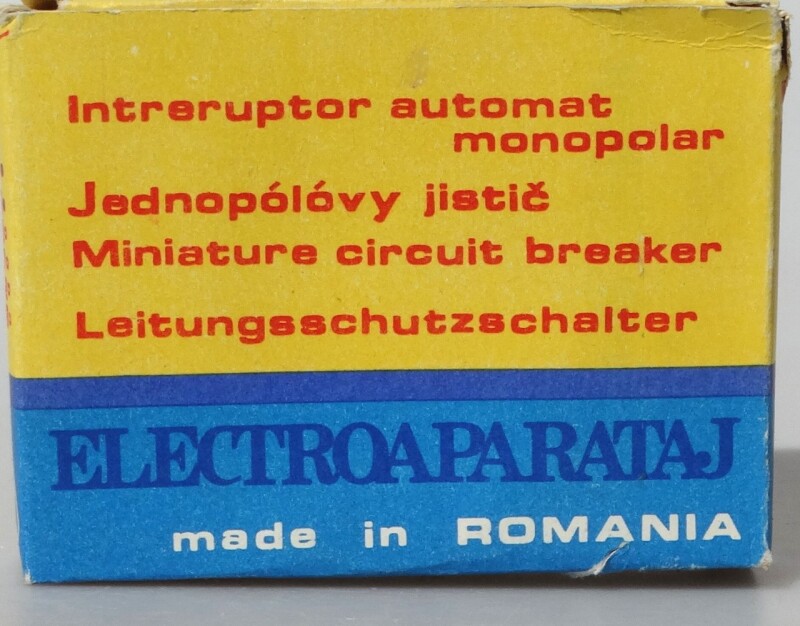 Intreruptor automat
monopolar
Jednopólóvy jistič
Miniature circuit breaker
Leitungsschutzschalter
ELECTROAPARATAJ
made in ROMANIA